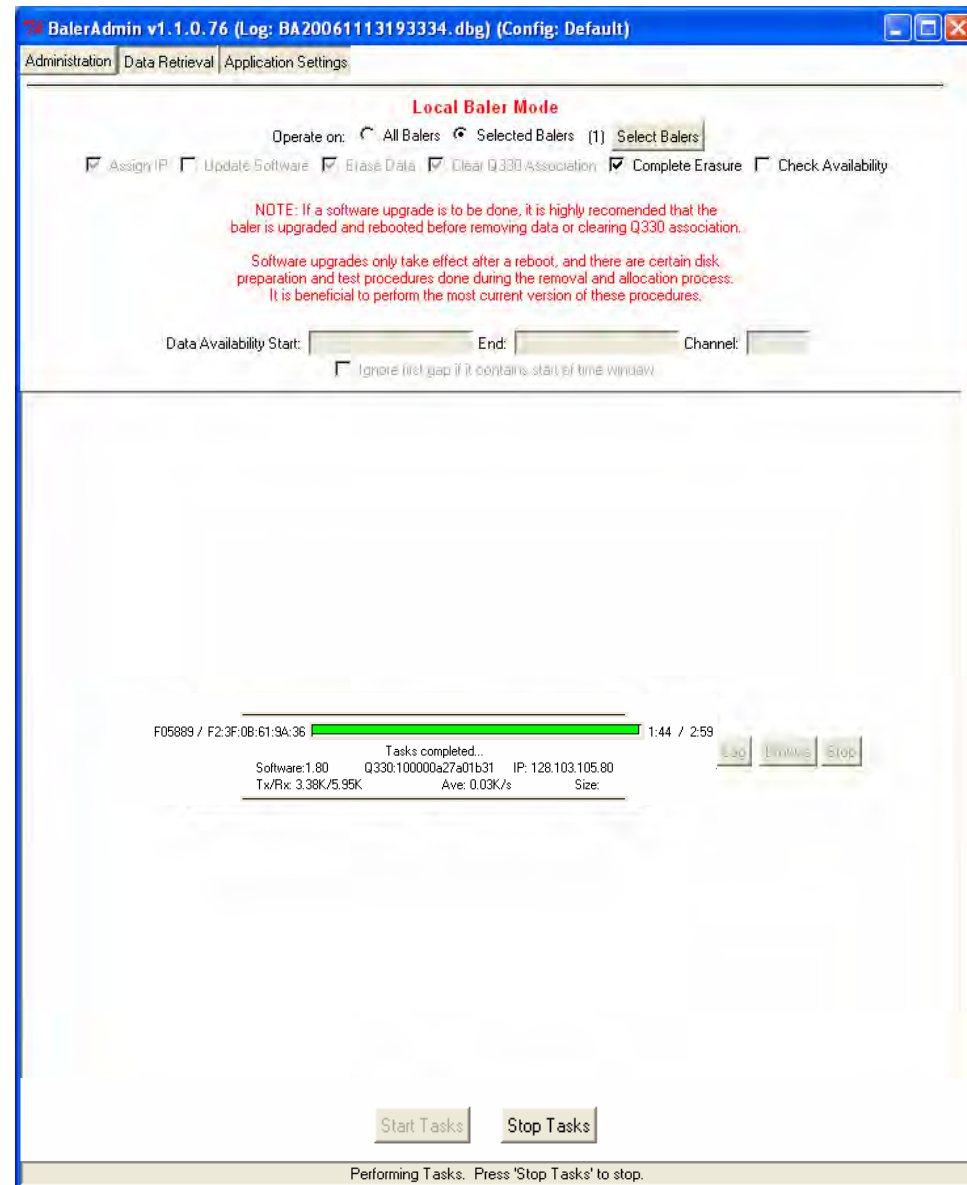 BalerAdmin v1.1.0.76 (Log: BA20061113193334.dbg) (Config: Default)
Administration Data Retrieval Application Settings
Local Baler Mode
Operate on: All Balers Selected Balers (1) Select Balers
Assign IP Update Software Erase Data Clear Q330 Association Complete Erasure Check Availability
NOTE: If a software upgrade is to be done, it is highly recomended that the
baler is upgraded and rebooted before removing data or clearing Q330 association.
Software upgrades only take effect after a reboot, and there are certain disk
preparation and test procedures done during the removal and allocation process.
It is beneficial to perform the most current version of these procedures.
Data Availability Start: End: Channel:
Ignore first gap if it contains start of time window
F05889 / F2:3F:0B:61:9A:36 1:44 / 2:59
Log Browse Stop
Tasks completed...
Software:1.80 Q330:100000a27a01b31 IP: 128.103.105.80
Tx/Rx: 3.38K/5.95K Ave: 0.03K/s Size:
Start Tasks Stop Tasks
Performing Tasks. Press 'Stop Tasks' to stop.